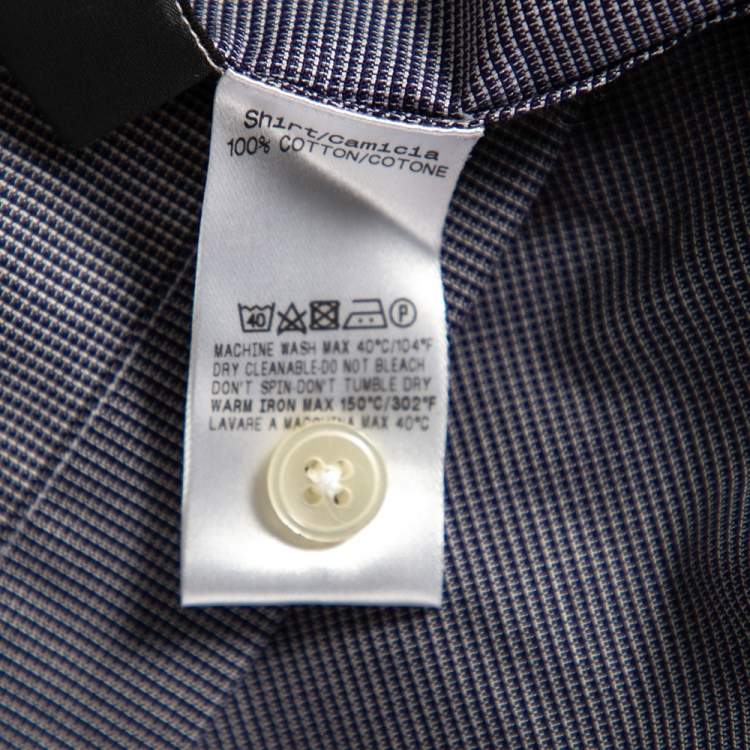 Shirt/Camicia
100% COTTON/COTONE
40 P
MACHINE WASH MAX 40°C/104°F
DRY CLEANABLE-DO NOT BLEACH
DON'T SPIN-DON'T TUMBLE DRY
WARM IRON MAX 150°C/302°F
LAVARE A MACCHINA MAX 40°C